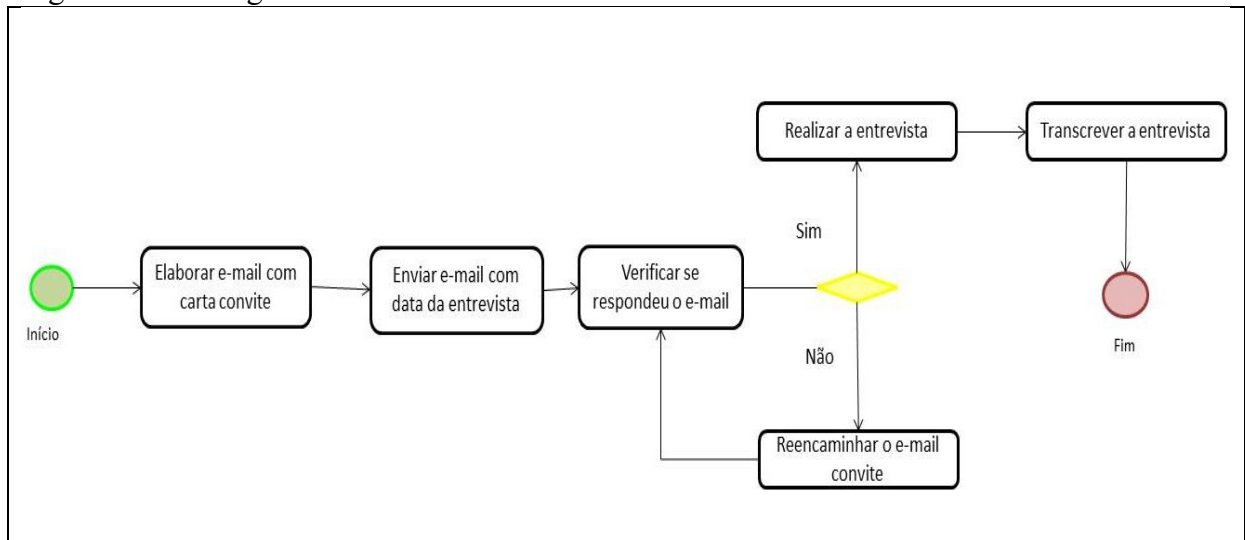 Início
Elaborar e-mail com
carta convite
Enviar e-mail com
data da entrevista
Verificar se
respondeu o e-mail
Sim
Realizar a entrevista
Transcrever a entrevista
Fim
Não
Reencaminhar o e-mail
convite